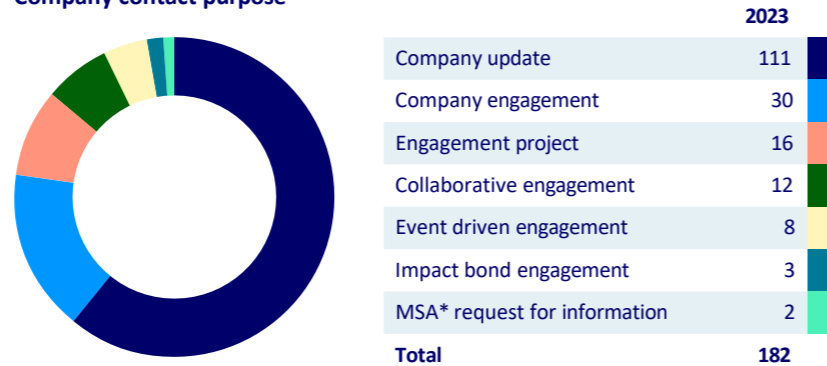 Company contact purpose
2023
Company update 111
Company engagement 30
Engagement project 16
Collaborative engagement 12
Event driven engagement 8
Impact bond engagement 3
MSA* request for information 2
Total 182